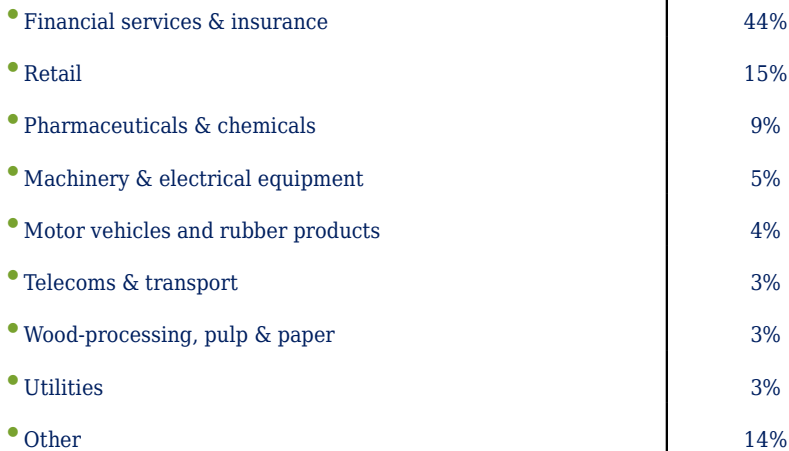 • Financial services & insurance 44%
• Retail 15%
• Pharmaceuticals & chemicals 9%
• Machinery & electrical equipment 5%
• Motor vehicles and rubber products 4%
• Telecoms & transport 3%
• Wood-processing, pulp & paper 3%
• Utilities 3%
• Other 14%